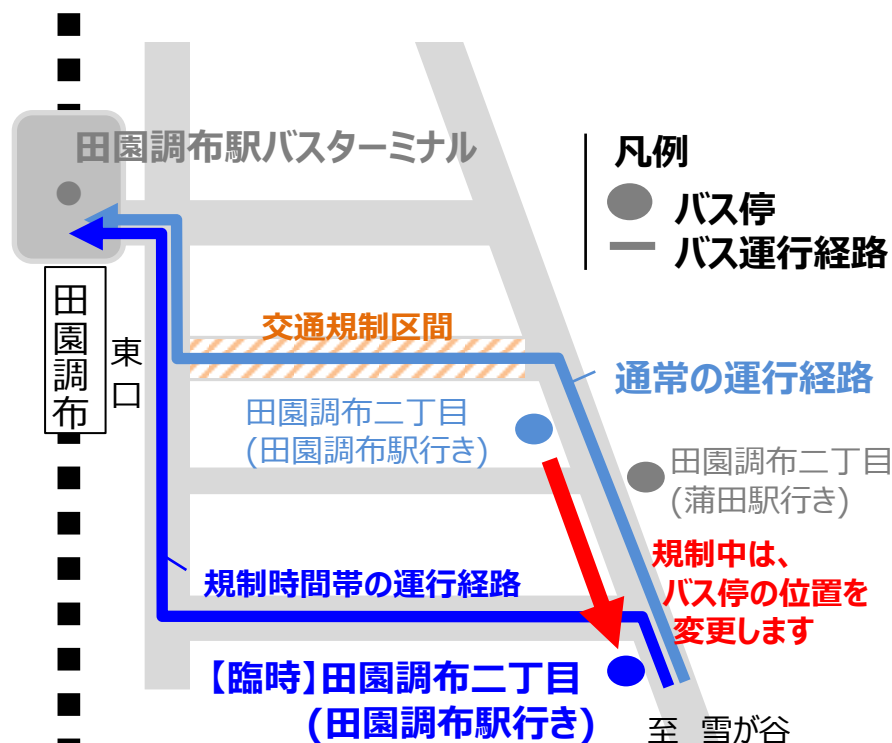 田園調布駅バスターミナル
凡例
バス停
バス運行経路
田園調布
東口
交通規制区間
通常の運行経路
田園調布二丁目
(田園調布駅行き)
田園調布二丁目
(蒲田駅行き)
規制中は、
バス停の位置を
変更します
規制時間帯の運行経路
【臨時】田園調布二丁目
(田園調布駅行き)
至 雪が谷